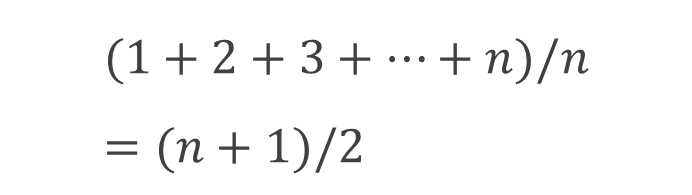 (1 + 2 + 3 + ⋯ + 𝑛)/𝑛
= (𝑛 + 1)/2